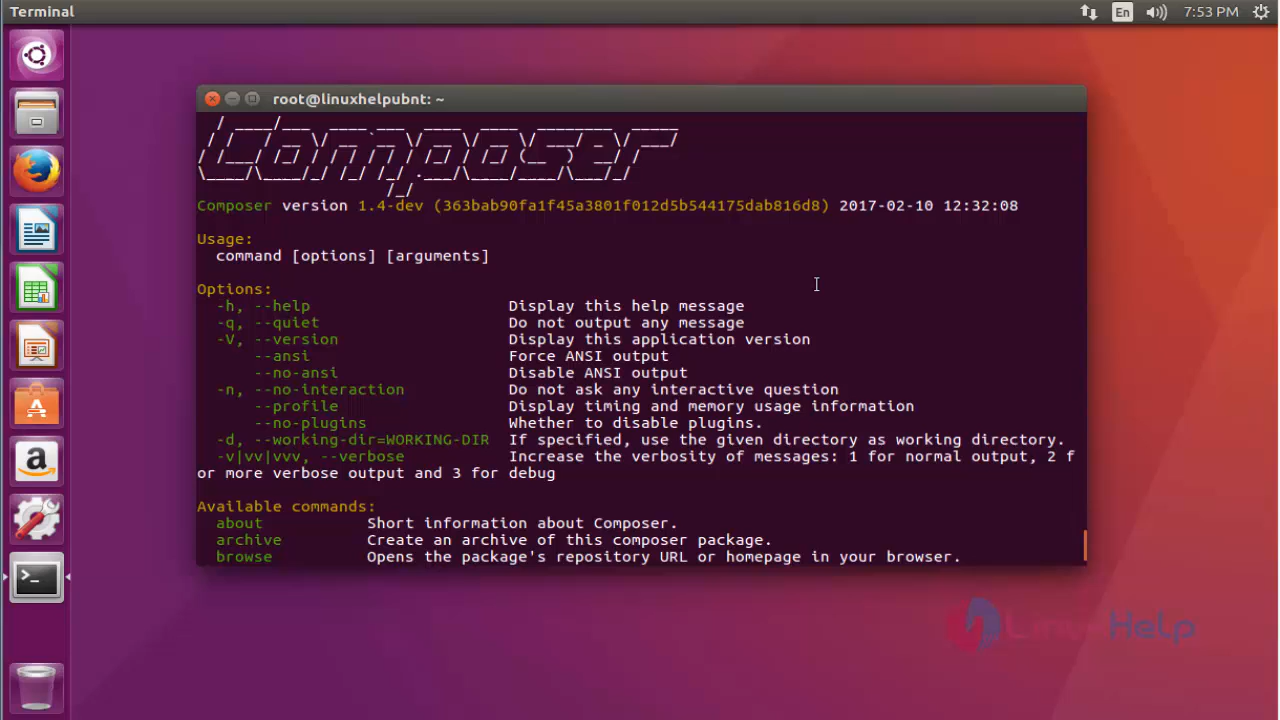 Terminal
En
7:53 PM
root@linuxhelpubnt: ~
Composer
Composer version 1.4-dev (363bab90fa1f45a3801f012d5b544175dab816d8) 2017-02-10 12:32:08
Usage:
command [options] [arguments]
Options:
-h, --help Display this help message
-q, --quiet Do not output any message
-V, --version Display this application version
--ansi Force ANSI output
--no-ansi Disable ANSI output
-n, --no-interaction Do not ask any interactive question
--profile Display timing and memory usage information
--no-plugins Whether to disable plugins.
-d, --working-dir=WORKING-DIR If specified, use the given directory as working directory.
-v|vv|vvv, --verbose Increase the verbosity of messages: 1 for normal output, 2 f
or more verbose output and 3 for debug
Available commands:
about Short information about Composer.
archive Create an archive of this composer package.
browse Opens the package's repository URL or homepage in your browser.
a
>_
Linux Help